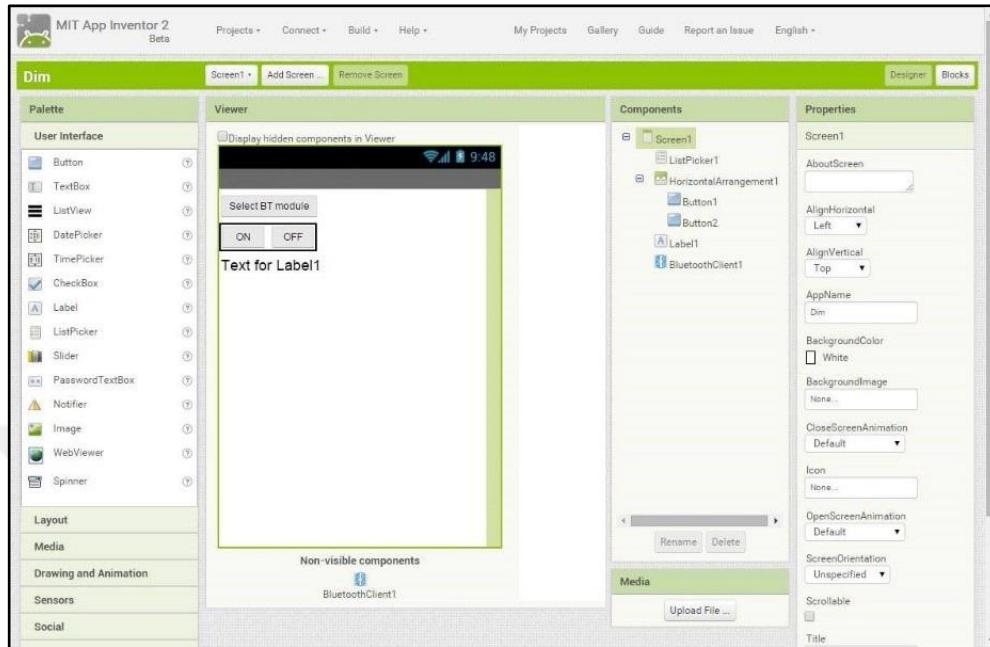 MIT App Inventor 2
Beta
Projects Connect Build Help My Projects Gallery Guide Report an Issue English
Dim
Screen1 Add Screen ... Remove Screen Designer Blocks
Palette
User Interface
Button
TextBox
ListView
DatePicker
TimePicker
CheckBox
Label
ListPicker
Slider
PasswordTextBox
Notifier
Image
WebViewer
Spinner
Layout
Media
Drawing and Animation
Sensors
Social
Viewer
Display hidden components in Viewer
9:48
Select BT module
ON OFF
Text for Label1
Non-visible components
BluetoothClient1
Components
Screen1
ListPicker1
HorizontalArrangement1
Button1
Button2
A Label1
BluetoothClient1
Rename Delete
Media
Upload File ...
Properties
Screen1
AboutScreen
AlignHorizontal
Left
AlignVertical
Top
AppName
Dim
BackgroundColor
White
BackgroundImage
None...
CloseScreenAnimation
Default
Icon
None...
OpenScreenAnimation
Default
ScreenOrientation
Unspecified
Scrollable
Title